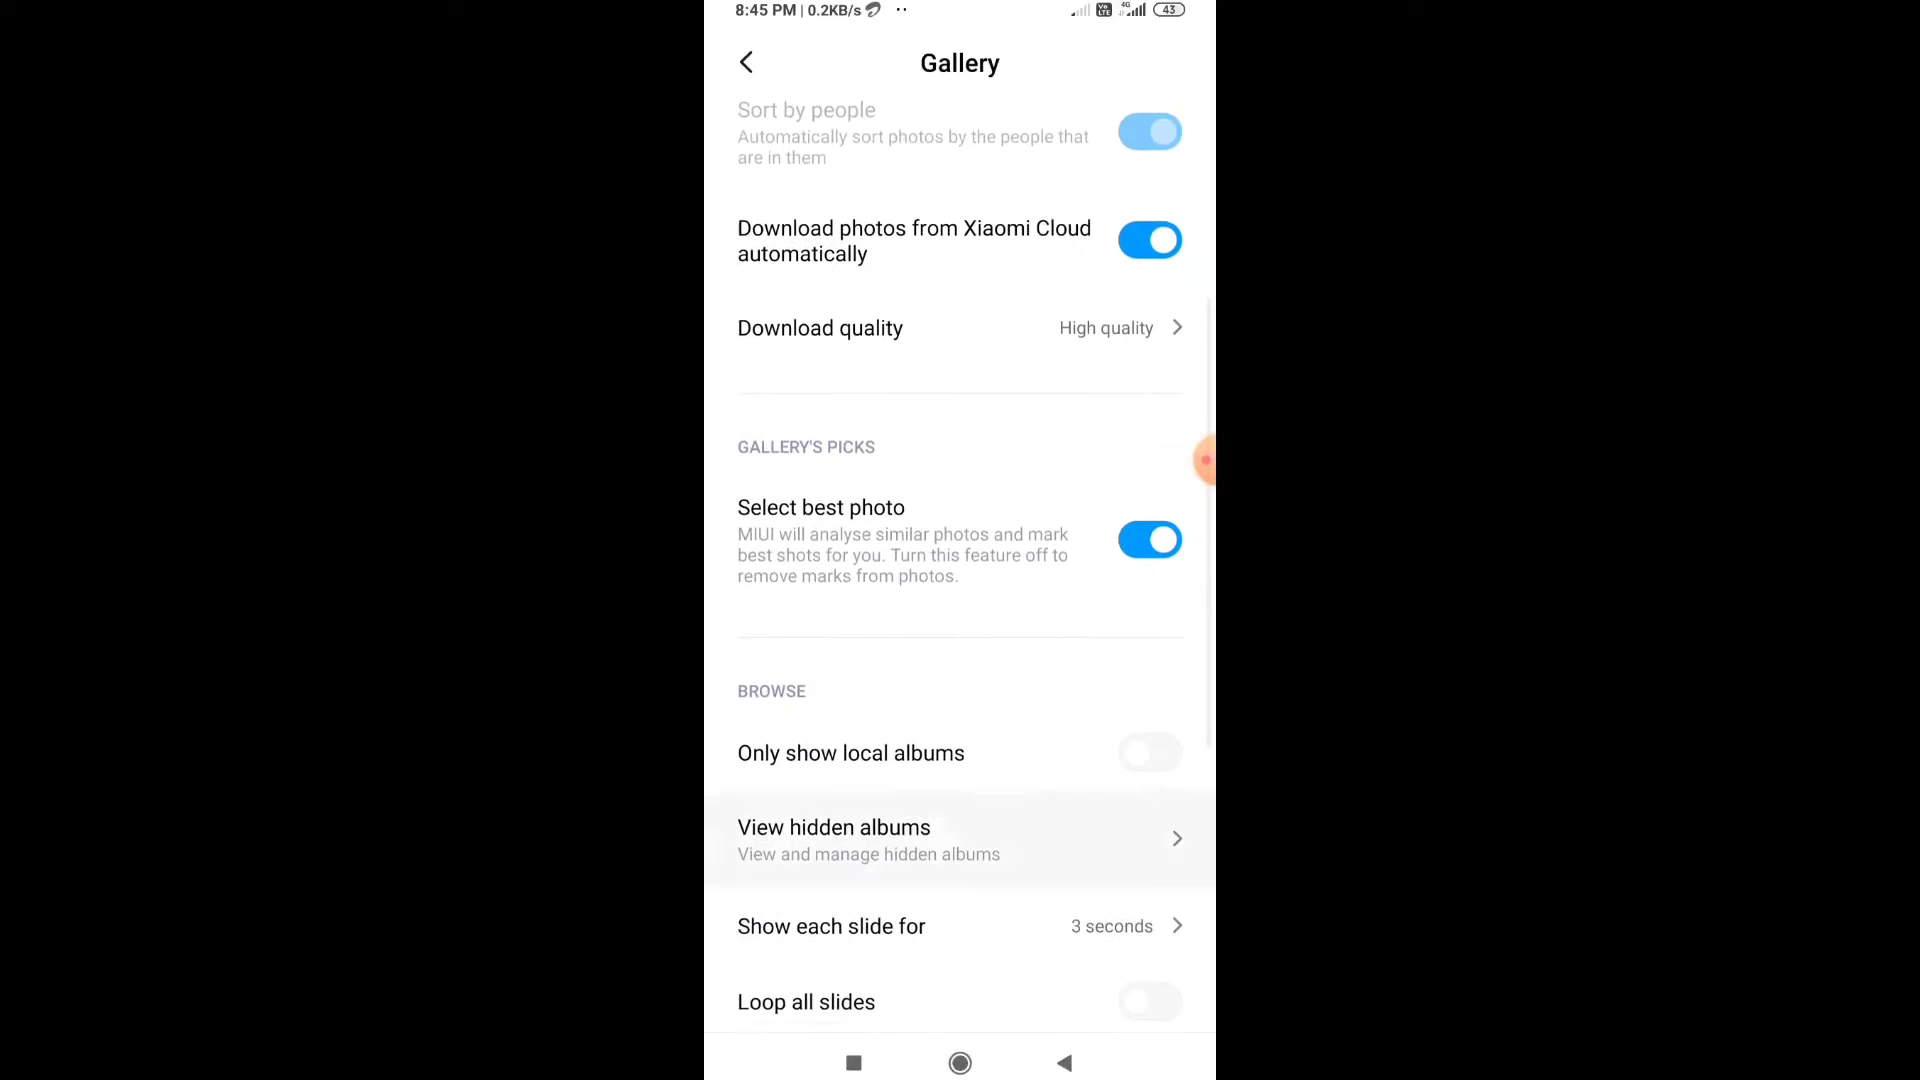 8:45 PM | 0.2KB/s
Vo LTE 4G 43
Gallery
Sort by people
Automatically sort photos by the people that
are in them
Download photos from Xiaomi Cloud
automatically
Download quality High quality
GALLERY'S PICKS
Select best photo
MIUI will analyse similar photos and mark
best shots for you. Turn this feature off to
remove marks from photos.
BROWSE
Only show local albums
View hidden albums
View and manage hidden albums
Show each slide for 3 seconds
Loop all slides